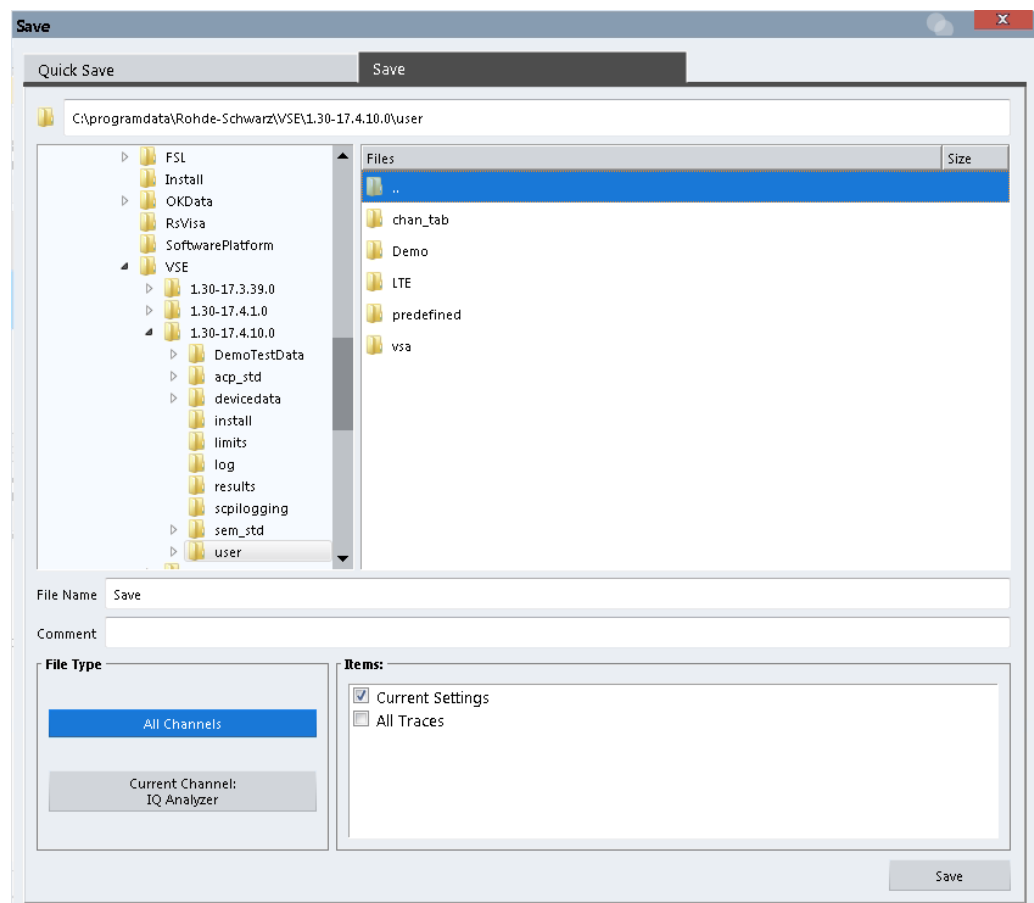 Save
Quick Save
Save
C:\programdata\Rohde-Schwarz\VSE\1.30-17.4.10.0\user
FSL
Install
OKData
RsVisa
SoftwarePlatform
VSE
1.30-17.3.39.0
1.30-17.4.1.0
1.30-17.4.10.0
DemoTestData
acp_std
devicedata
install
limits
log
results
scpilogging
sem_std
user
Files Size
..
chan_tab
Demo
LTE
predefined
vsa
File Name Save
Comment
File Type
All Channels
Current Channel:
IQ Analyzer
Items:
Current Settings
All Traces
Save